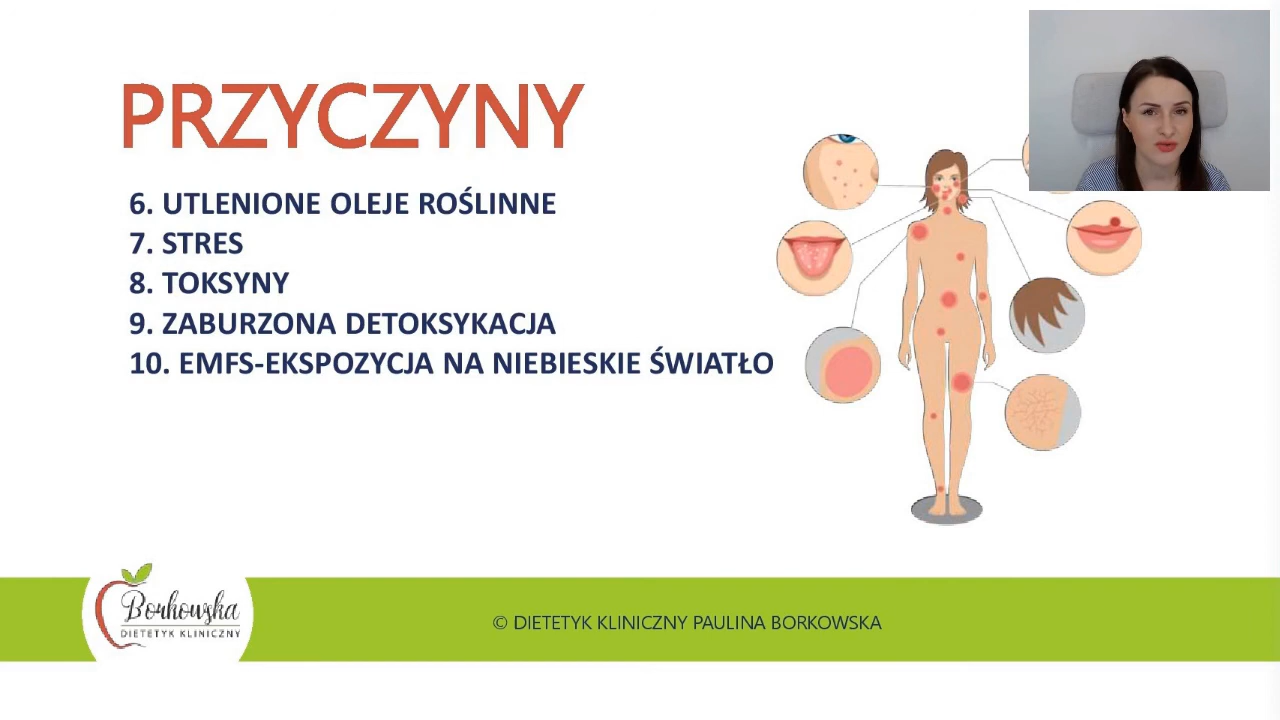 PRZYCZYNY
6. UTLENIONE OLEJE ROŚLINNE
7. STRES
8. TOKSYNY
9. ZABURZONA DETOKSYKACJA
10. EMFS-EKSPOZYCJA NA NIEBIESKIE ŚWIATŁO
Borkowska
DIETETYK KLINICZNY
© DIETETYK KLINICZNY PAULINA BORKOWSKA